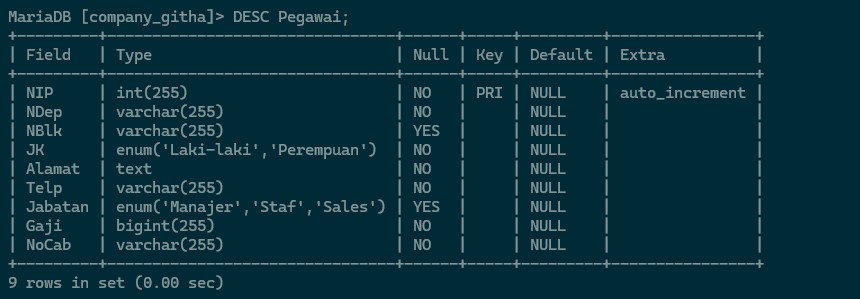 MariaDB [company_githa]> DESC Pegawai;
+---------+--------------------------------+------+-----+---------+----------------+
| Field   | Type                           | Null | Key | Default | Extra          |
+---------+--------------------------------+------+-----+---------+----------------+
| NIP     | int(255)                       | NO   | PRI | NULL    | auto_increment |
| NDep    | varchar(255)                   | NO   |     | NULL    |                |
| NBlk    | varchar(255)                   | YES  |     | NULL    |                |
| JK      | enum('Laki-laki','Perempuan')  | NO   |     | NULL    |                |
| Alamat  | text                           | NO   |     | NULL    |                |
| Telp    | varchar(255)                   | NO   |     | NULL    |                |
| Jabatan | enum('Manajer','Staf','Sales') | YES  |     | NULL    |                |
| Gaji    | bigint(255)                    | NO   |     | NULL    |                |
| NoCab   | varchar(255)                   | NO   |     | NULL    |                |
+---------+--------------------------------+------+-----+---------+----------------+
9 rows in set (0.00 sec)